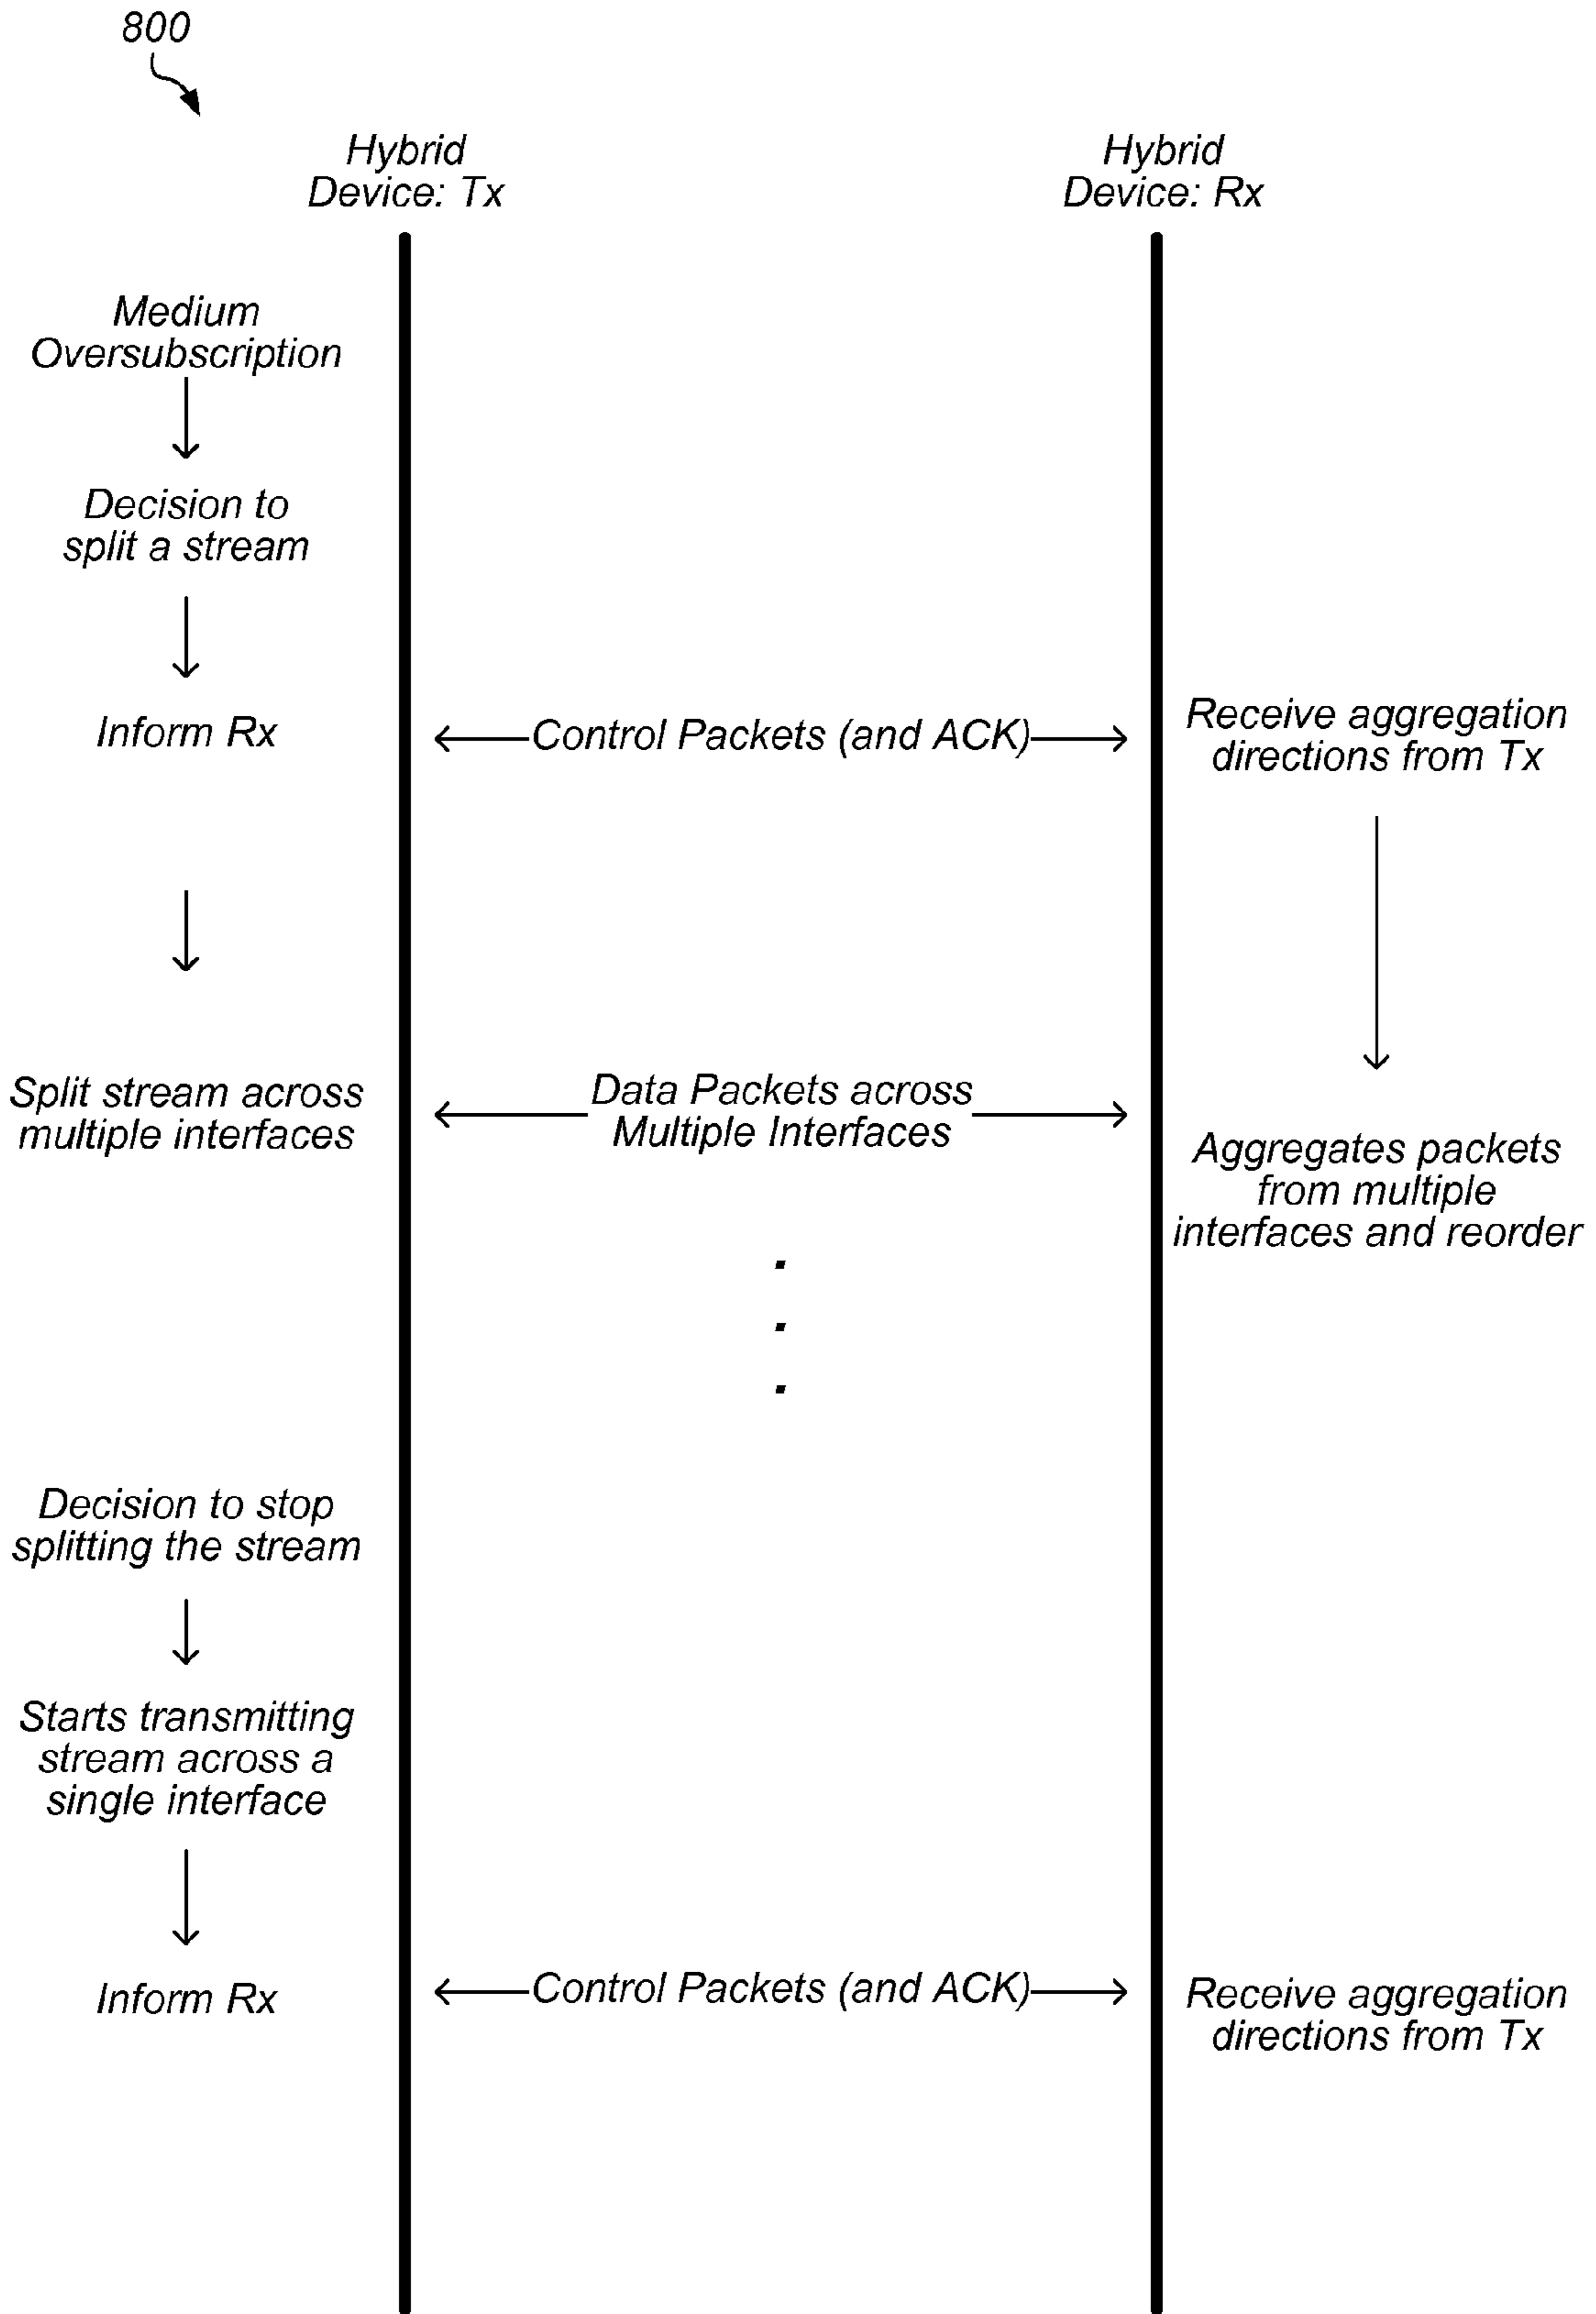 800
Hybrid
Device: Tx
Hybrid
Device: Rx
Medium
Oversubscription
Decision to
split a stream
Inform Rx
Control Packets (and ACK)
Receive aggregation
directions from Tx
Split stream across
multiple interfaces
Data Packets across
Multiple Interfaces
Aggregates packets
from multiple
interfaces and reorder
Decision to stop
splitting the stream
Starts transmitting
stream across a
single interface
Inform Rx
Control Packets (and ACK)
Receive aggregation
directions from Tx